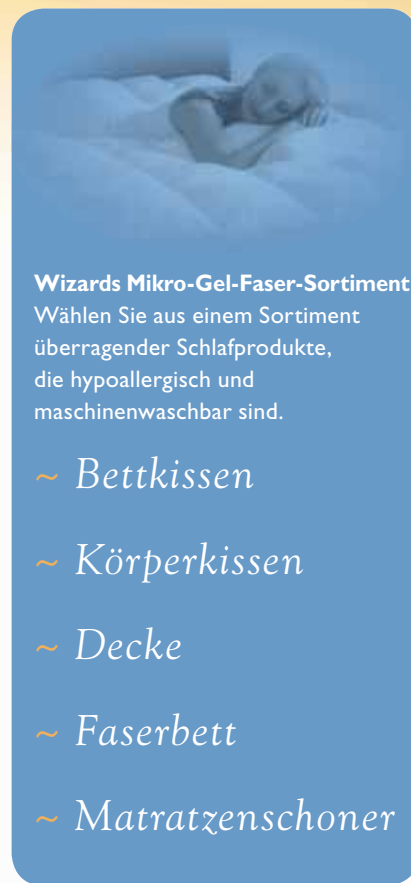 Wizards Mikro-Gel-Faser-Sortiment
Wählen Sie aus einem Sortiment
überragender Schlafprodukte,
die hypoallergisch und
maschinenwaschbar sind.
~ Bettkissen
~ Körperkissen
~ Decke
~ Faserbett
~ Matratzenschoner